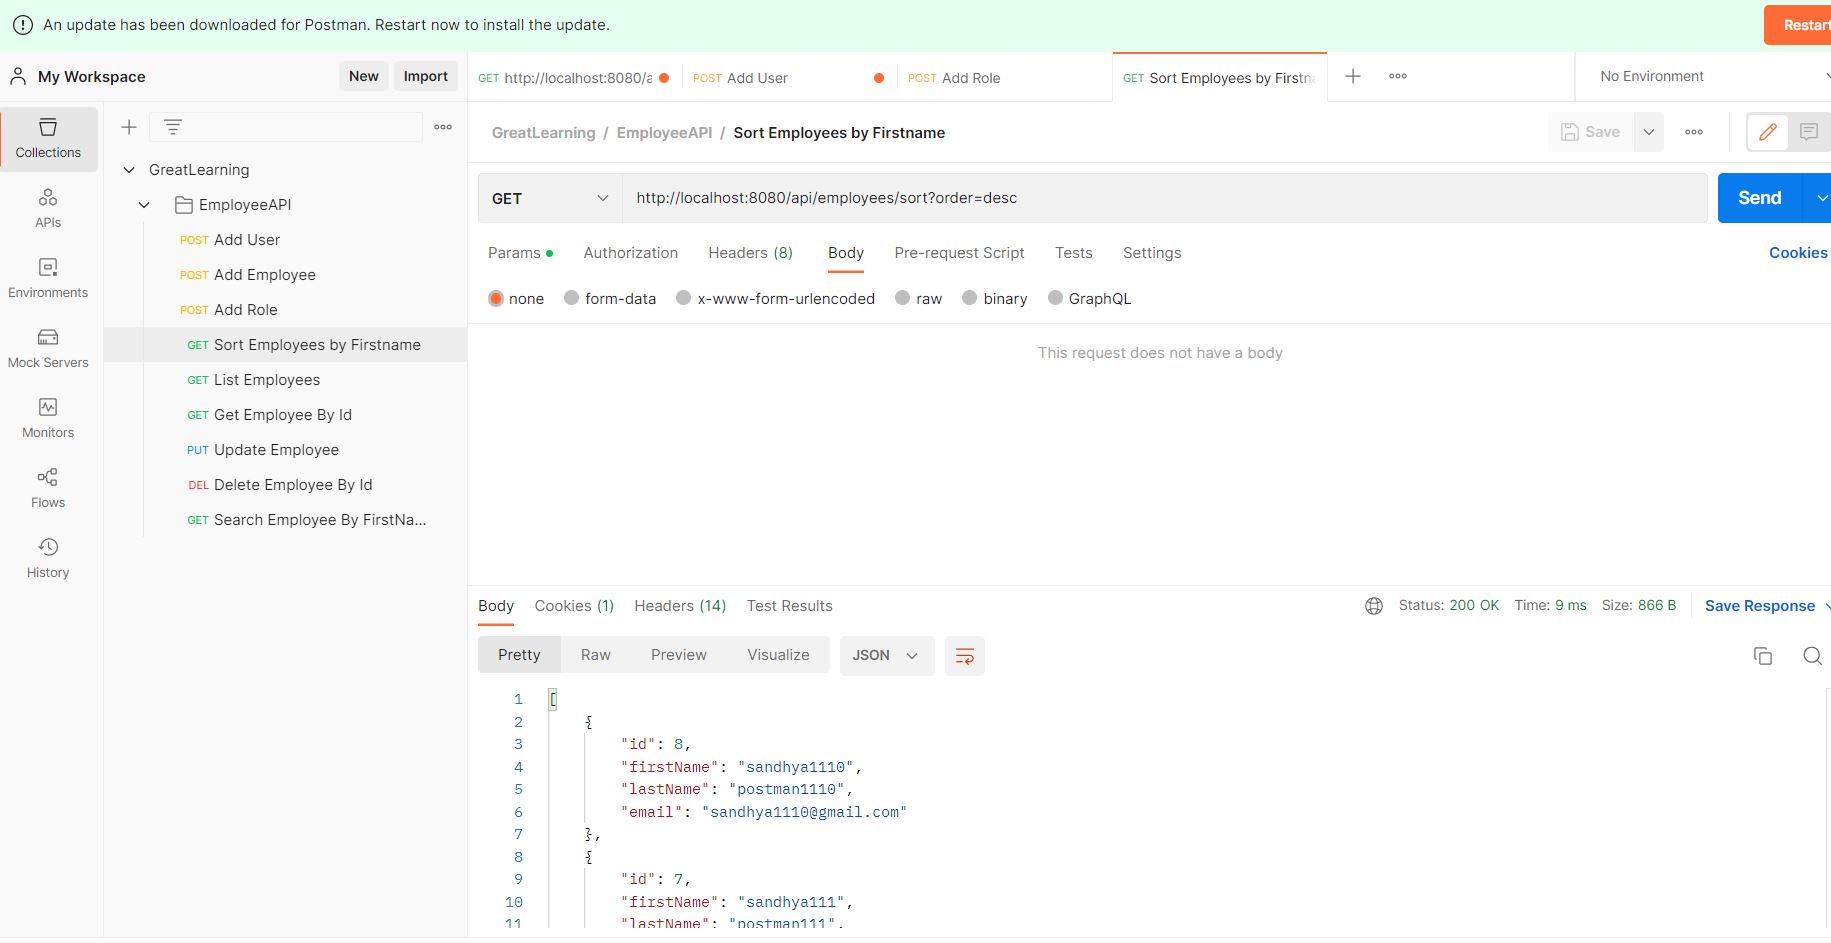 An update has been downloaded for Postman. Restart now to install the update.
Restart
My Workspace
New
Import
GET http://localhost:8080/a
POST Add User
POST Add Role
GET Sort Employees by Firstn
No Environment
Collections
APIs
Environments
Mock Servers
Monitors
Flows
History
GreatLearning
EmployeeAPI
POST Add User
POST Add Employee
POST Add Role
GET Sort Employees by Firstname
GET List Employees
GET Get Employee By Id
PUT Update Employee
DEL Delete Employee By Id
GET Search Employee By FirstNa...
GreatLearning / EmployeeAPI / Sort Employees by Firstname
Save
GET
http://localhost:8080/api/employees/sort?order=desc
Send
Params
Authorization
Headers (8)
Body
Pre-request Script
Tests
Settings
Cookies
none
form-data
x-www-form-urlencoded
raw
binary
GraphQL
This request does not have a body
Body
Cookies (1)
Headers (14)
Test Results
Status: 200 OK
Time: 9 ms
Size: 866 B
Save Response
Pretty
Raw
Preview
Visualize
JSON
1 [
2 {
3 "id": 8,
4 "firstName": "sandhya1110",
5 "lastName": "postman1110",
6 "email": "sandhya1110@gmail.com"
7 },
8 {
9 "id": 7,
10 "firstName": "sandhya111",
11 "lastName": "postman111",